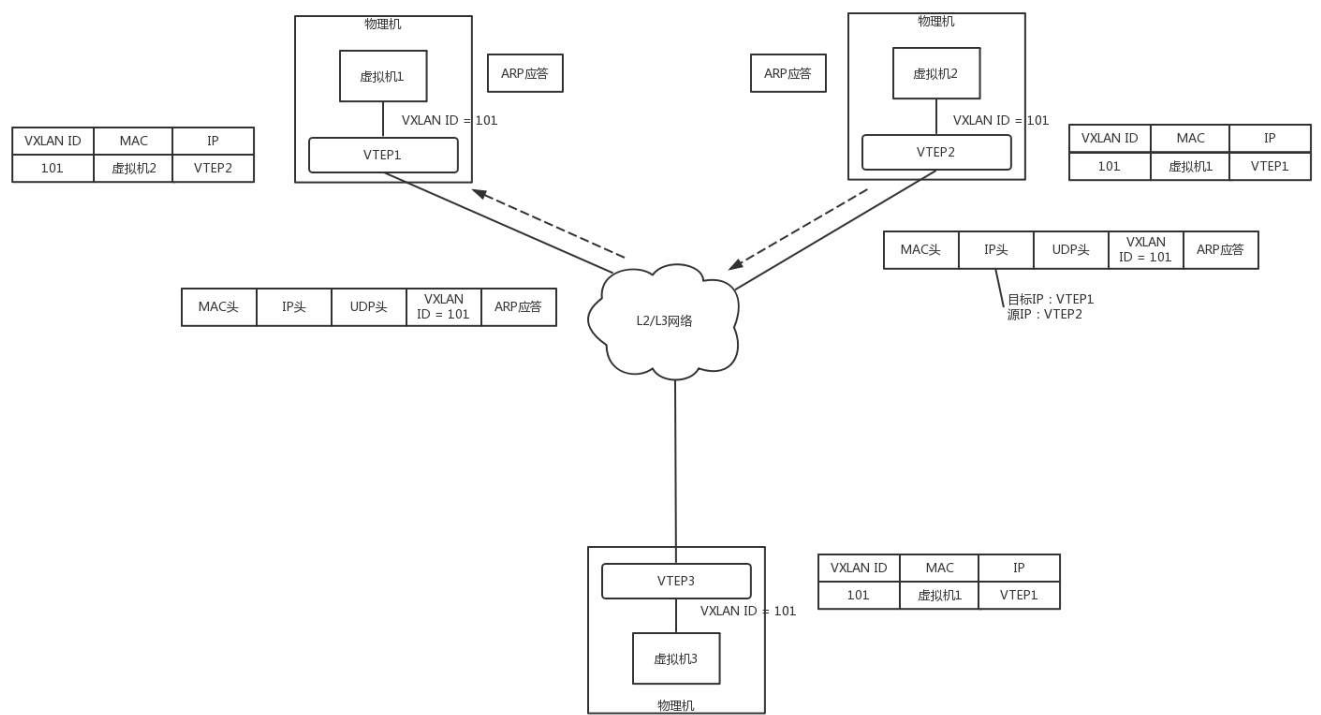 物理机
虚拟机1
ARP应答
VXLAN ID = 101
VTEP1
VXLAN ID MAC IP
101 虚拟机2 VTEP2
物理机
虚拟机2
ARP应答
VXLAN ID = 101
VTEP2
VXLAN ID MAC IP
101 虚拟机1 VTEP1
MAC头 IP头 UDP头 VXLAN ID = 101 ARP应答
目标IP：VTEP1
源IP：VTEP2
MAC头 IP头 UDP头 VXLAN ID = 101 ARP应答
L2/L3网络
VTEP3
VXLAN ID = 101
虚拟机3
物理机
VXLAN ID MAC IP
101 虚拟机1 VTEP1